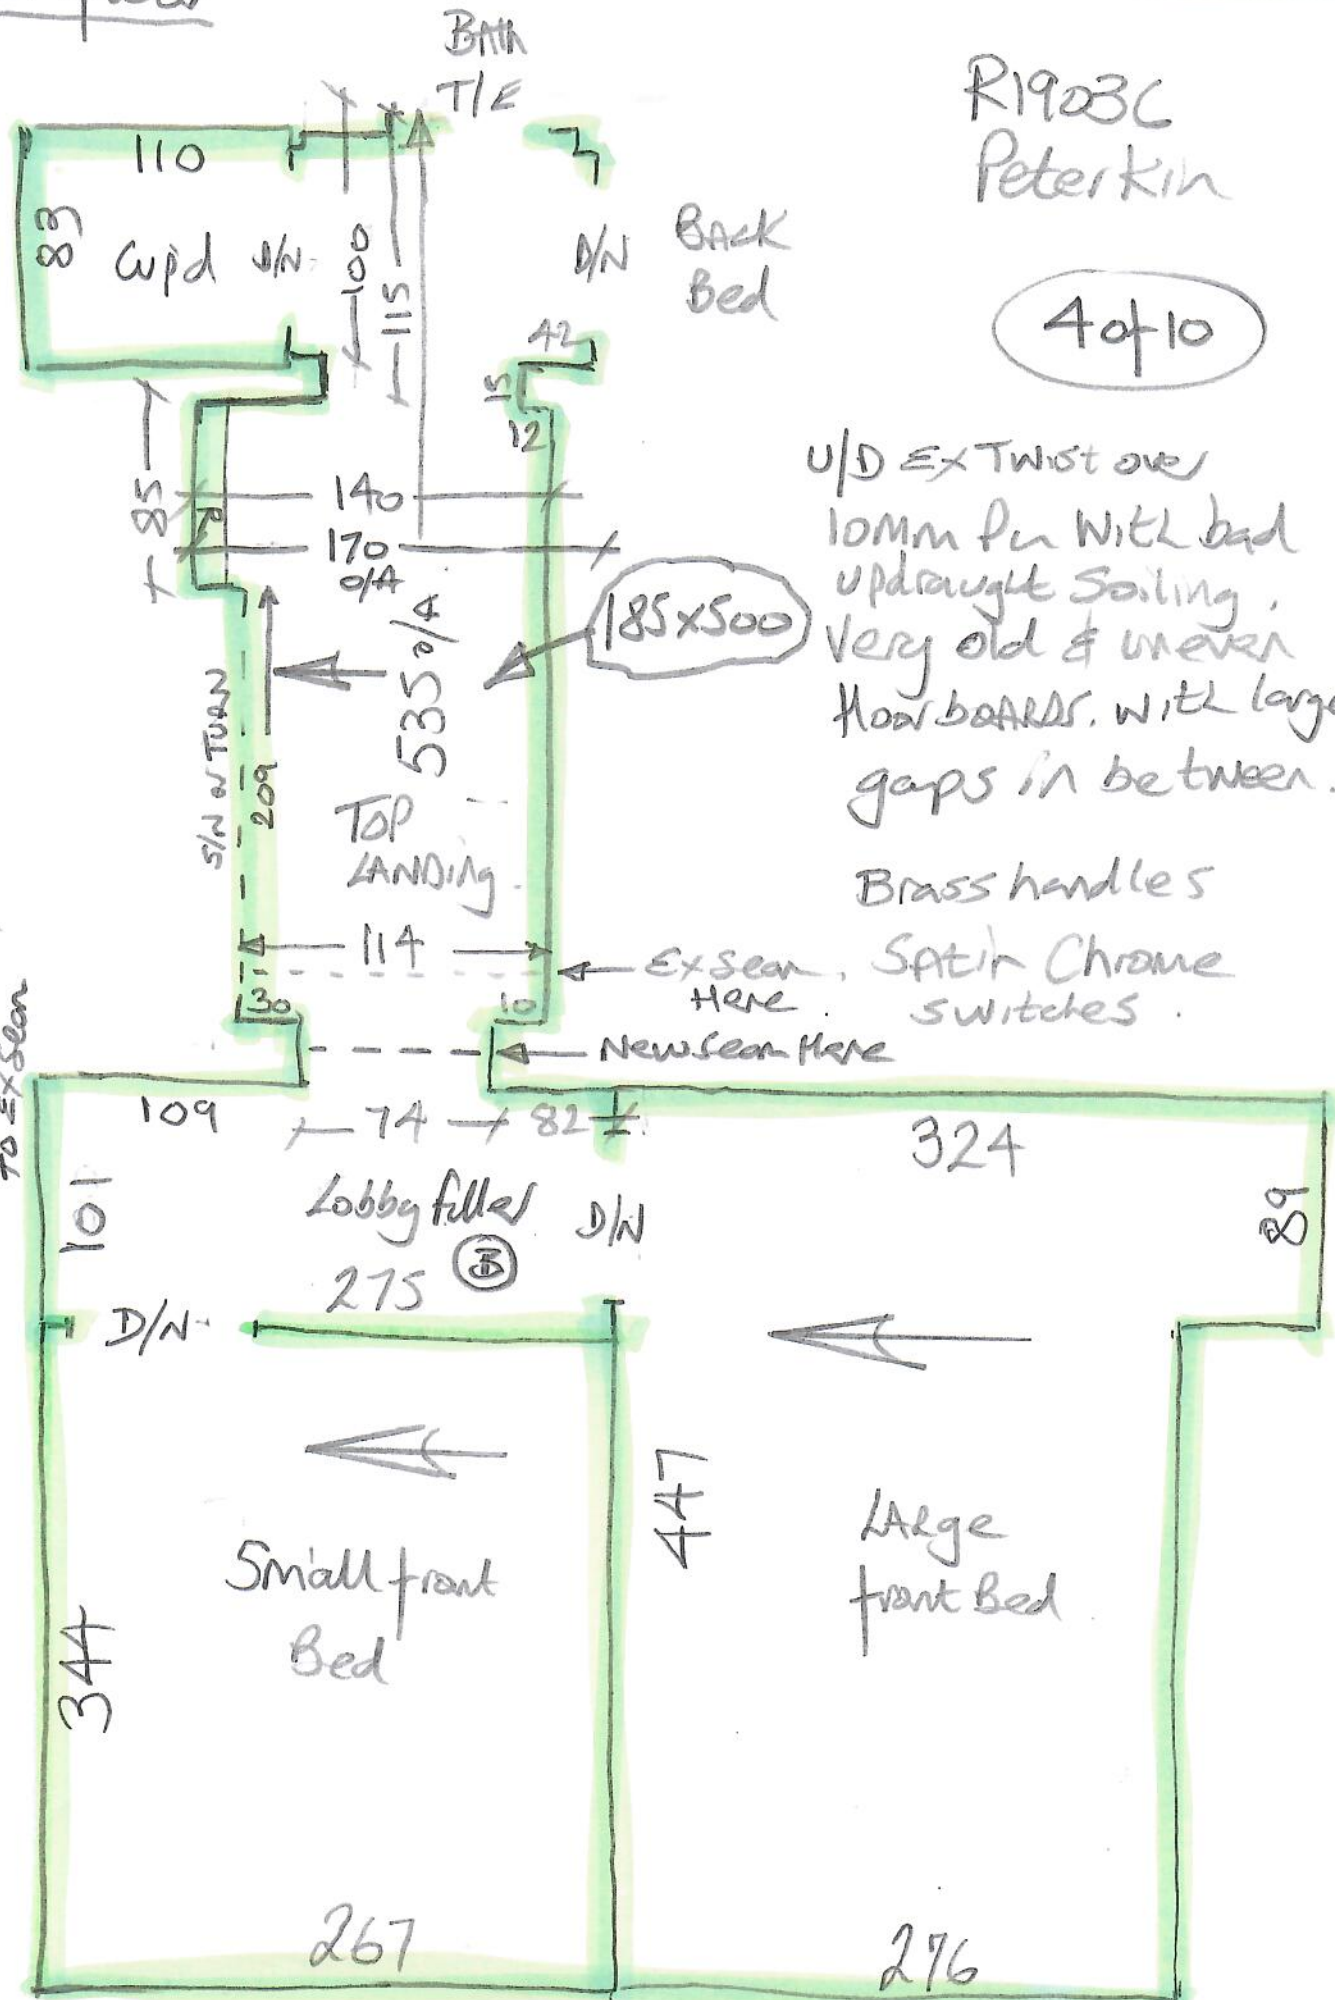 BAth
T/E
R1903C
Peterkin
110
83
Cupd
D/N
100
115
D/N
BAck
Bed
4 of 10
42
15
12
85
140
170
O/A
U/D Ex Twist over
10mm Pu With bad
updraught Soiling.
Very old & uneven
floorboARDS. with large
gaps in between.
185x500
535 o/A
S/N or TURN
209
TOP
LANDing
Brass handles
SAtin Chrome
switches.
114
Ex seam
Here
30
10
New seam Here
TO Ex Seam
109
74
82
324
101
Lobby filler
B
D/N
89
275
D/N
447
LARge
front Bed
Small front
Bed
344
267
276